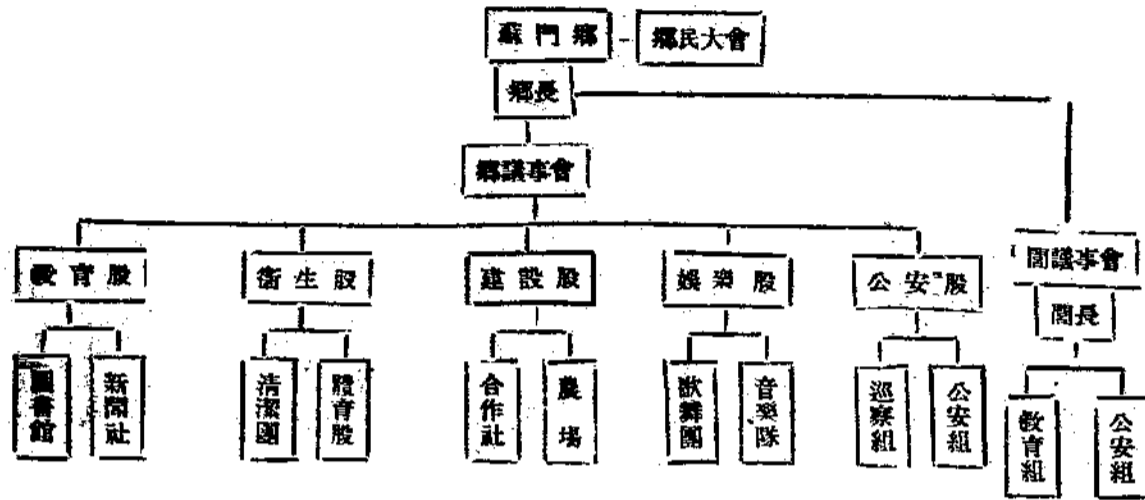 蘇門鄉
鄉民大會
鄉長
鄉議事會
教育股
衞生股
建設股
娛樂股
公安股
閭議事會
閭長
圖書館
新聞社
清潔團
體育股
合作社
農場
歌舞團
音樂隊
巡察組
公安組
教育組
公安組